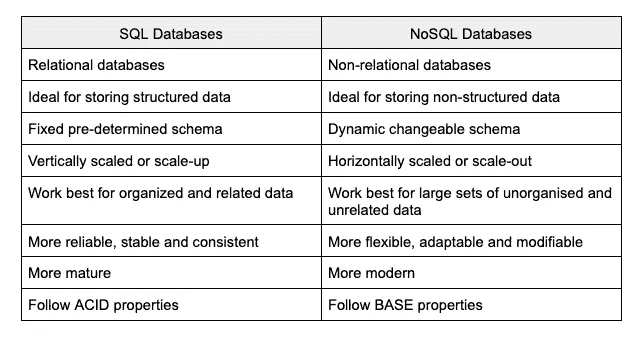 SQL Databases
NoSQL Databases
Relational databases
Non-relational databases
Ideal for storing structured data
Ideal for storing non-structured data
Fixed pre-determined schema
Dynamic changeable schema
Vertically scaled or scale-up
Horizontally scaled or scale-out
Work best for organized and related data
Work best for large sets of unorganised and
unrelated data
More reliable, stable and consistent
More flexible, adaptable and modifiable
More mature
More modern
Follow ACID properties
Follow BASE properties